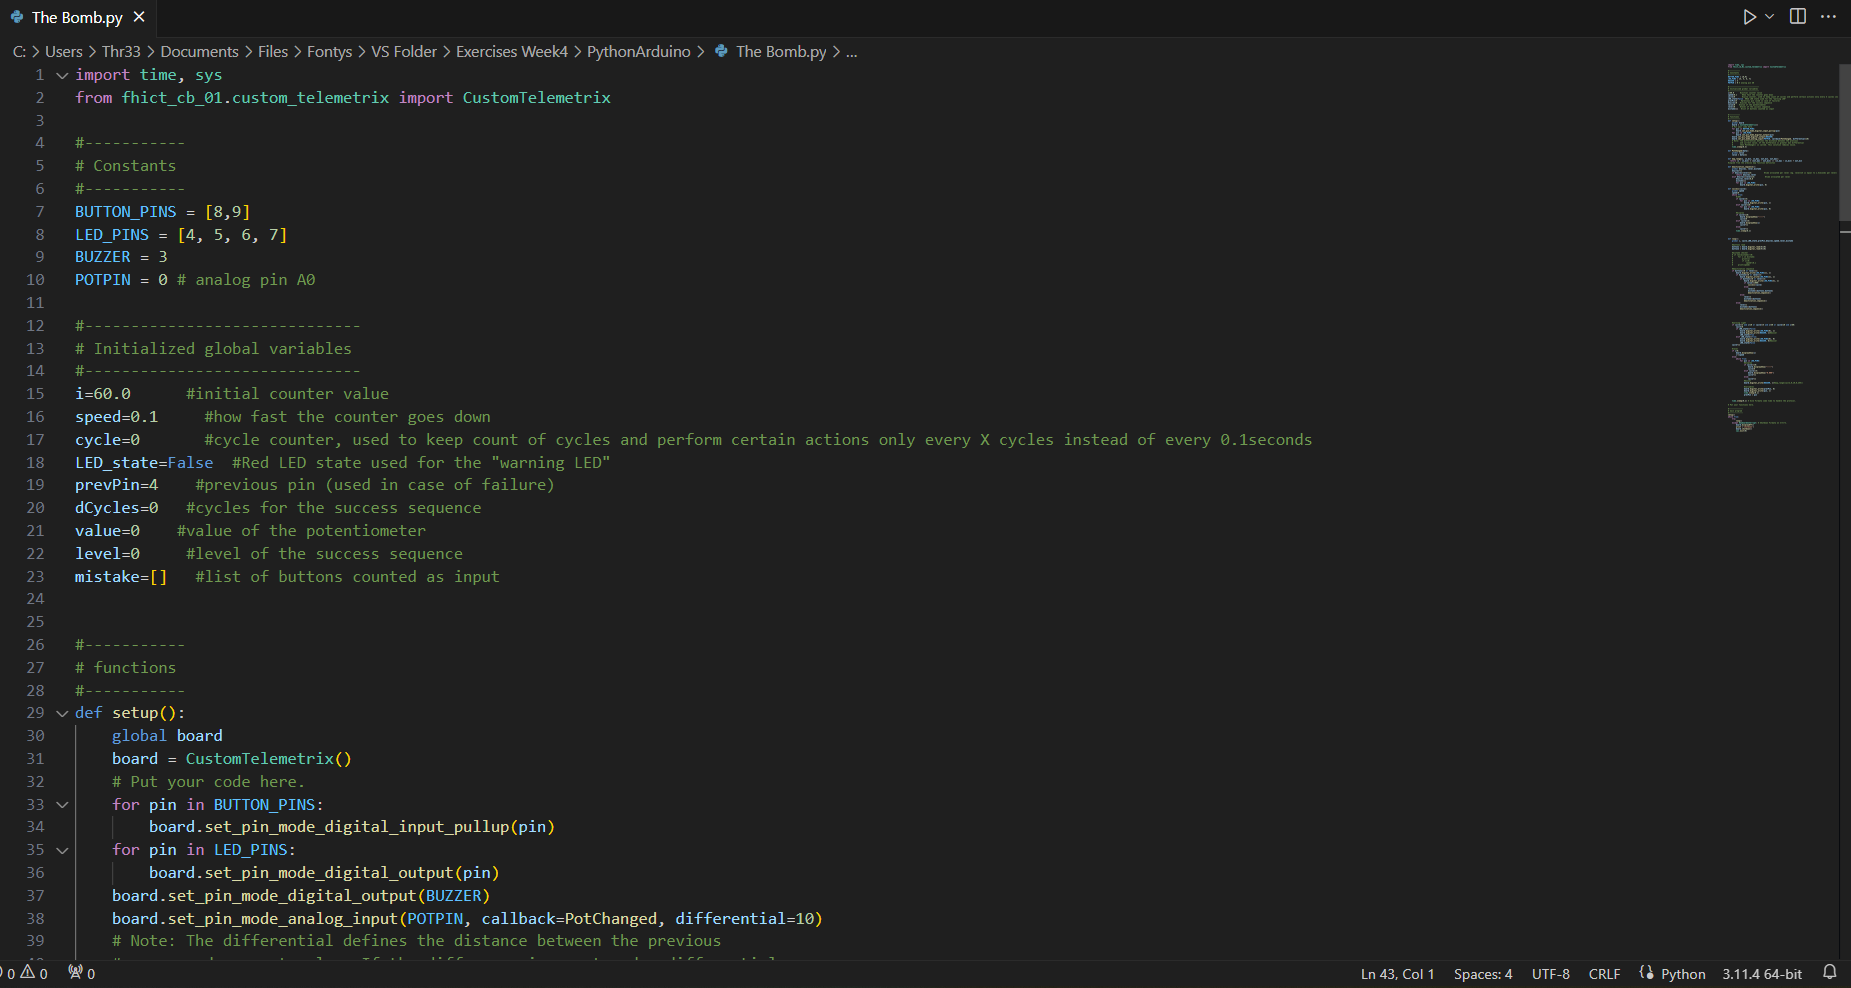 The Bomb.py
C: > Users > Thr33 > Documents > Files > Fontys > VS Folder > Exercises Week4 > PythonArduino > The Bomb.py > ...
1 import time, sys
2 from fhict_cb_01.custom_telemetrix import CustomTelemetrix
3
4 #-----------
5 # Constants
6 #-----------
7 BUTTON_PINS = [8,9]
8 LED_PINS = [4, 5, 6, 7]
9 BUZZER = 3
10 POTPIN = 0 # analog pin A0
11
12 #------------------------------
13 # Initialized global variables
14 #------------------------------
15 i=60.0      #initial counter value
16 speed=0.1     #how fast the counter goes down
17 cycle=0       #cycle counter, used to keep count of cycles and perform certain actions only every X cycles instead of every 0.1seconds
18 LED_state=False  #Red LED state used for the "warning LED"
19 prevPin=4    #previous pin (used in case of failure)
20 dCycles=0   #cycles for the success sequence
21 value=0    #value of the potentiometer
22 level=0     #level of the success sequence
23 mistake=[]   #list of buttons counted as input
24
25
26 #-----------
27 # functions
28 #-----------
29 def setup():
30     global board
31     board = CustomTelemetrix()
32     # Put your code here.
33     for pin in BUTTON_PINS:
34         board.set_pin_mode_digital_input_pullup(pin)
35     for pin in LED_PINS:
36         board.set_pin_mode_digital_output(pin)
37     board.set_pin_mode_digital_output(BUZZER)
38     board.set_pin_mode_analog_input(POTPIN, callback=PotChanged, differential=10)
39     # Note: The differential defines the distance between the previous
0 0 0 Ln 43, Col 1 Spaces: 4 UTF-8 CRLF Python 3.11.4 64-bit